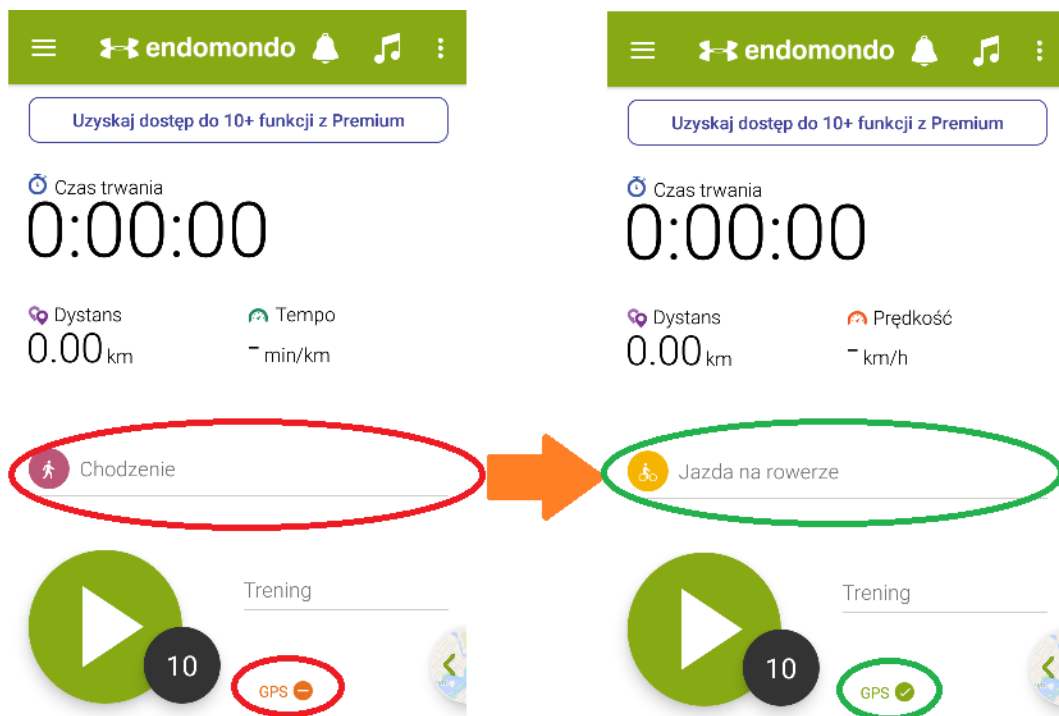 endomondo
Uzyskaj dostęp do 10+ funkcji z Premium
Czas trwania
0:00:00
Dystans
Tempo
0.00 km
- min/km
Chodzenie
Trening
10
GPS
endomondo
Uzyskaj dostęp do 10+ funkcji z Premium
Czas trwania
0:00:00
Dystans
Prędkość
0.00 km
- km/h
Jazda na rowerze
Trening
10
GPS